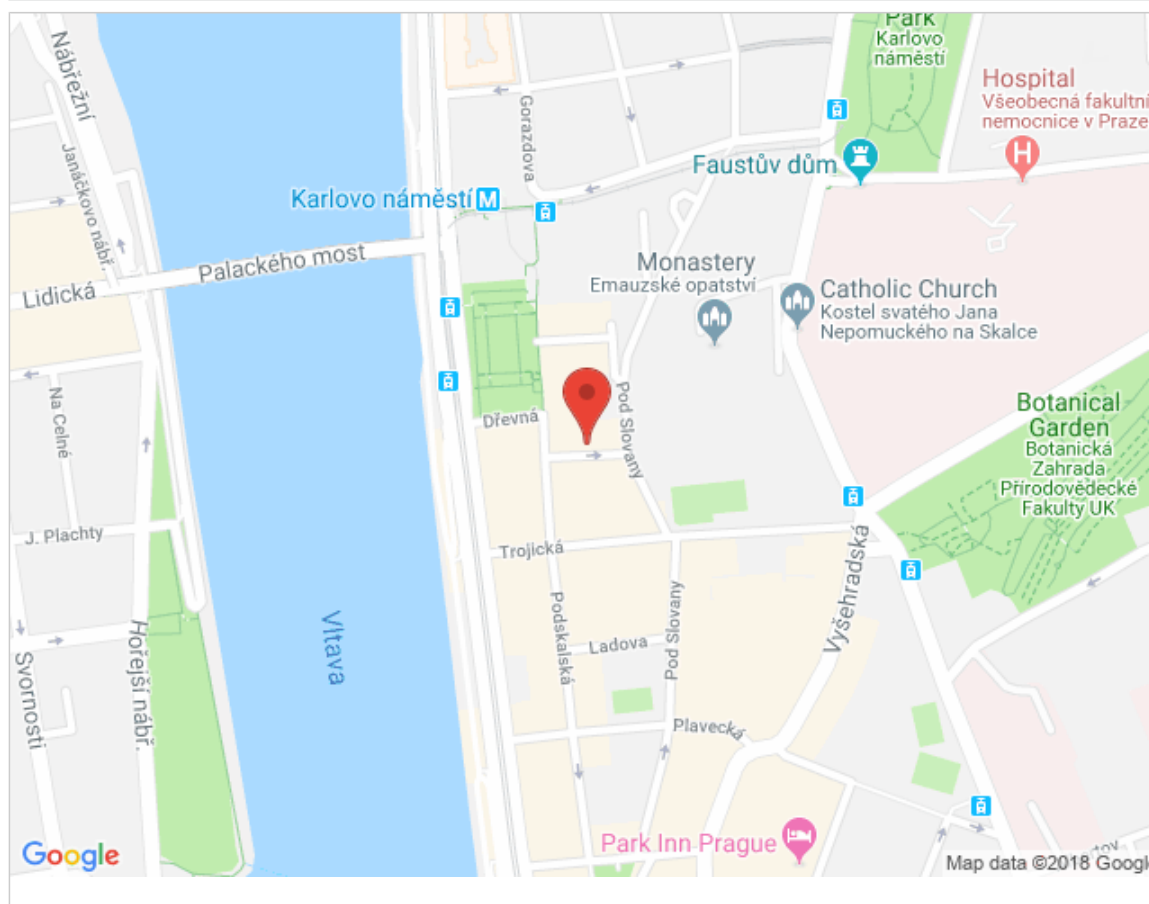 Park
Karlovo
náměstí
Hospital
Všeobecná fakultní
nemocnice v Praze
Nábřežní
Janáčkovo nábř.
Gorazdova
Faustův dům
Karlovo náměstí M
H
Palackého most
Lidická
Monastery
Emauzské opatství
Catholic Church
Kostel svatého Jana
Nepomuckého na Skalce
Na Celné
Dřevná
Pod Slovany
Botanical
Garden
Botanická
Zahrada
Přírodovědecké
Fakulty UK
J. Plachty
Trojická
Podskalská
Pod Slovany
Vyšehradská
Vltava
Ladova
Hořejší nábř.
Svornosti
Plavecká
Park Inn Prague
Google
Map data ©2018 Google